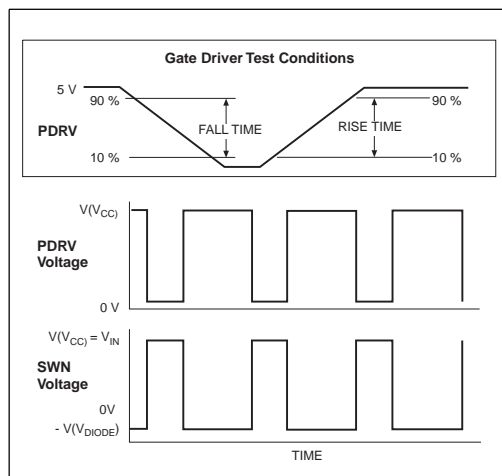 Gate Driver Test Conditions
5 V
90 %
90 %
FALL TIME
RISE TIME
PDRV
10 %
10 %
V(VCC)
PDRV
Voltage
0 V
V(VCC) = VIN
SWN
Voltage
0V
- V(VDIODE)
TIME